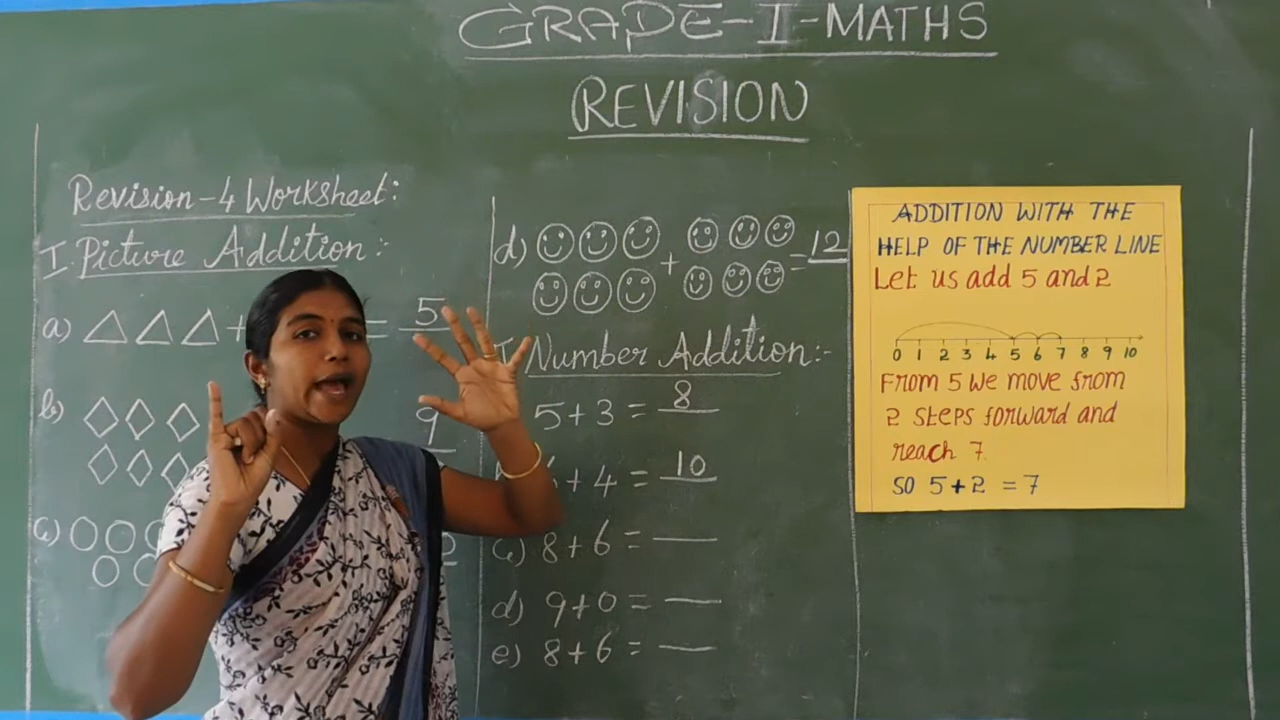 GRADE-I-MATHS
REVISION
Revision-4 Worksheet:
I. Picture Addition:-
a) + = 5
b) 9
c) 2
d) + = 12
Number Addition:-
5+3 = 8
+4 = 10
c) 8+6 =
d) 9+0 =
e) 8+6 =
ADDITION WITH THE
HELP OF THE NUMBER LINE
Let us add 5 and 2
0 1 2 3 4 5 6 7 8 9 10
From 5 we move from
2 steps forward and
reach 7.
SO 5+2 =7